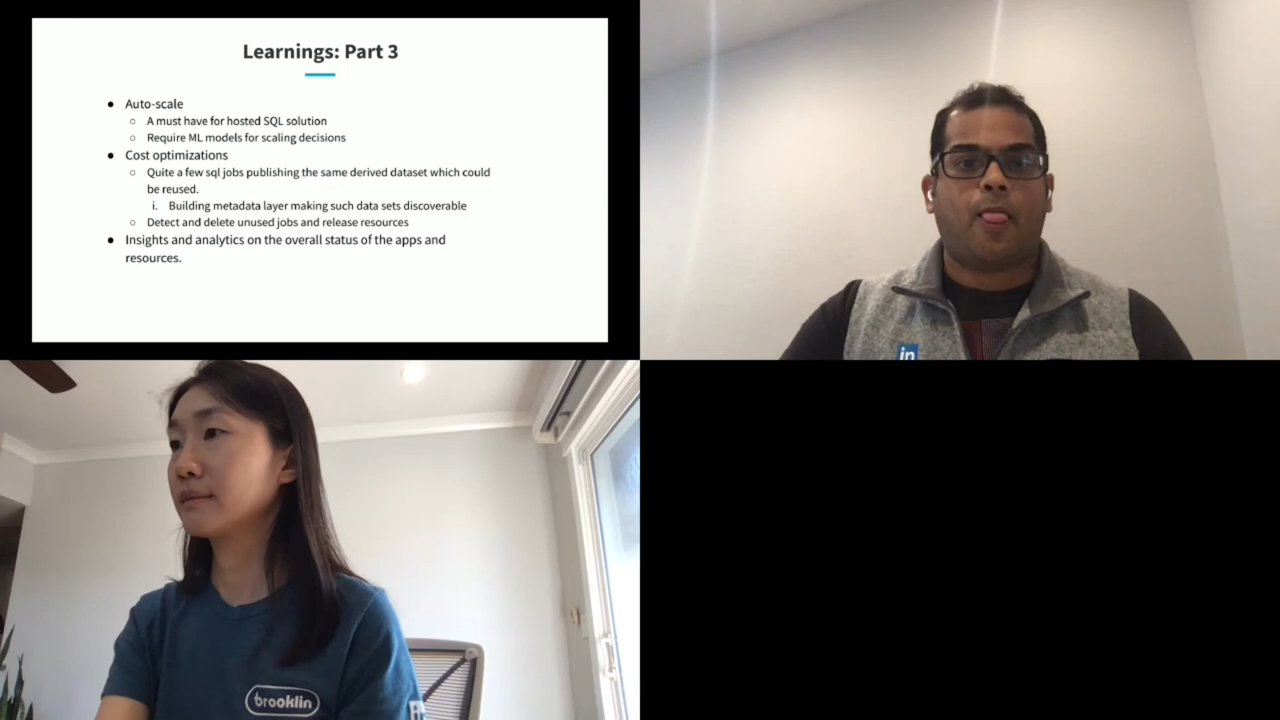 Learnings: Part 3
● Auto-scale
○ A must have for hosted SQL solution
○ Require ML models for scaling decisions
● Cost optimizations
○ Quite a few sql jobs publishing the same derived dataset which could
be reused.
i. Building metadata layer making such data sets discoverable
○ Detect and delete unused jobs and release resources
● Insights and analytics on the overall status of the apps and
resources.
in
brooklin